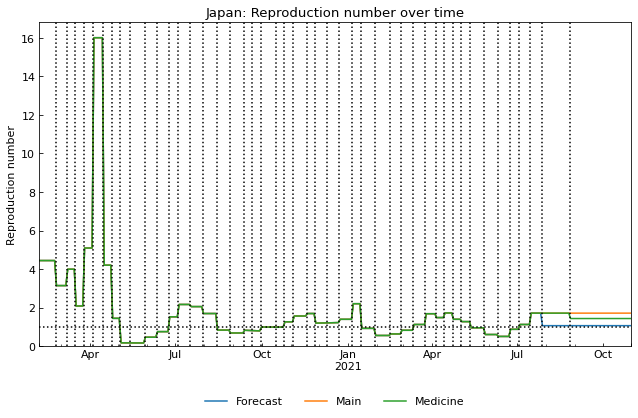 Japan: Reproduction number over time
Reproduction number
16
14
12
10
8
6
4
2
0
Apr Jul Oct Jan Apr Jul Oct
2021
Forecast Main Medicine